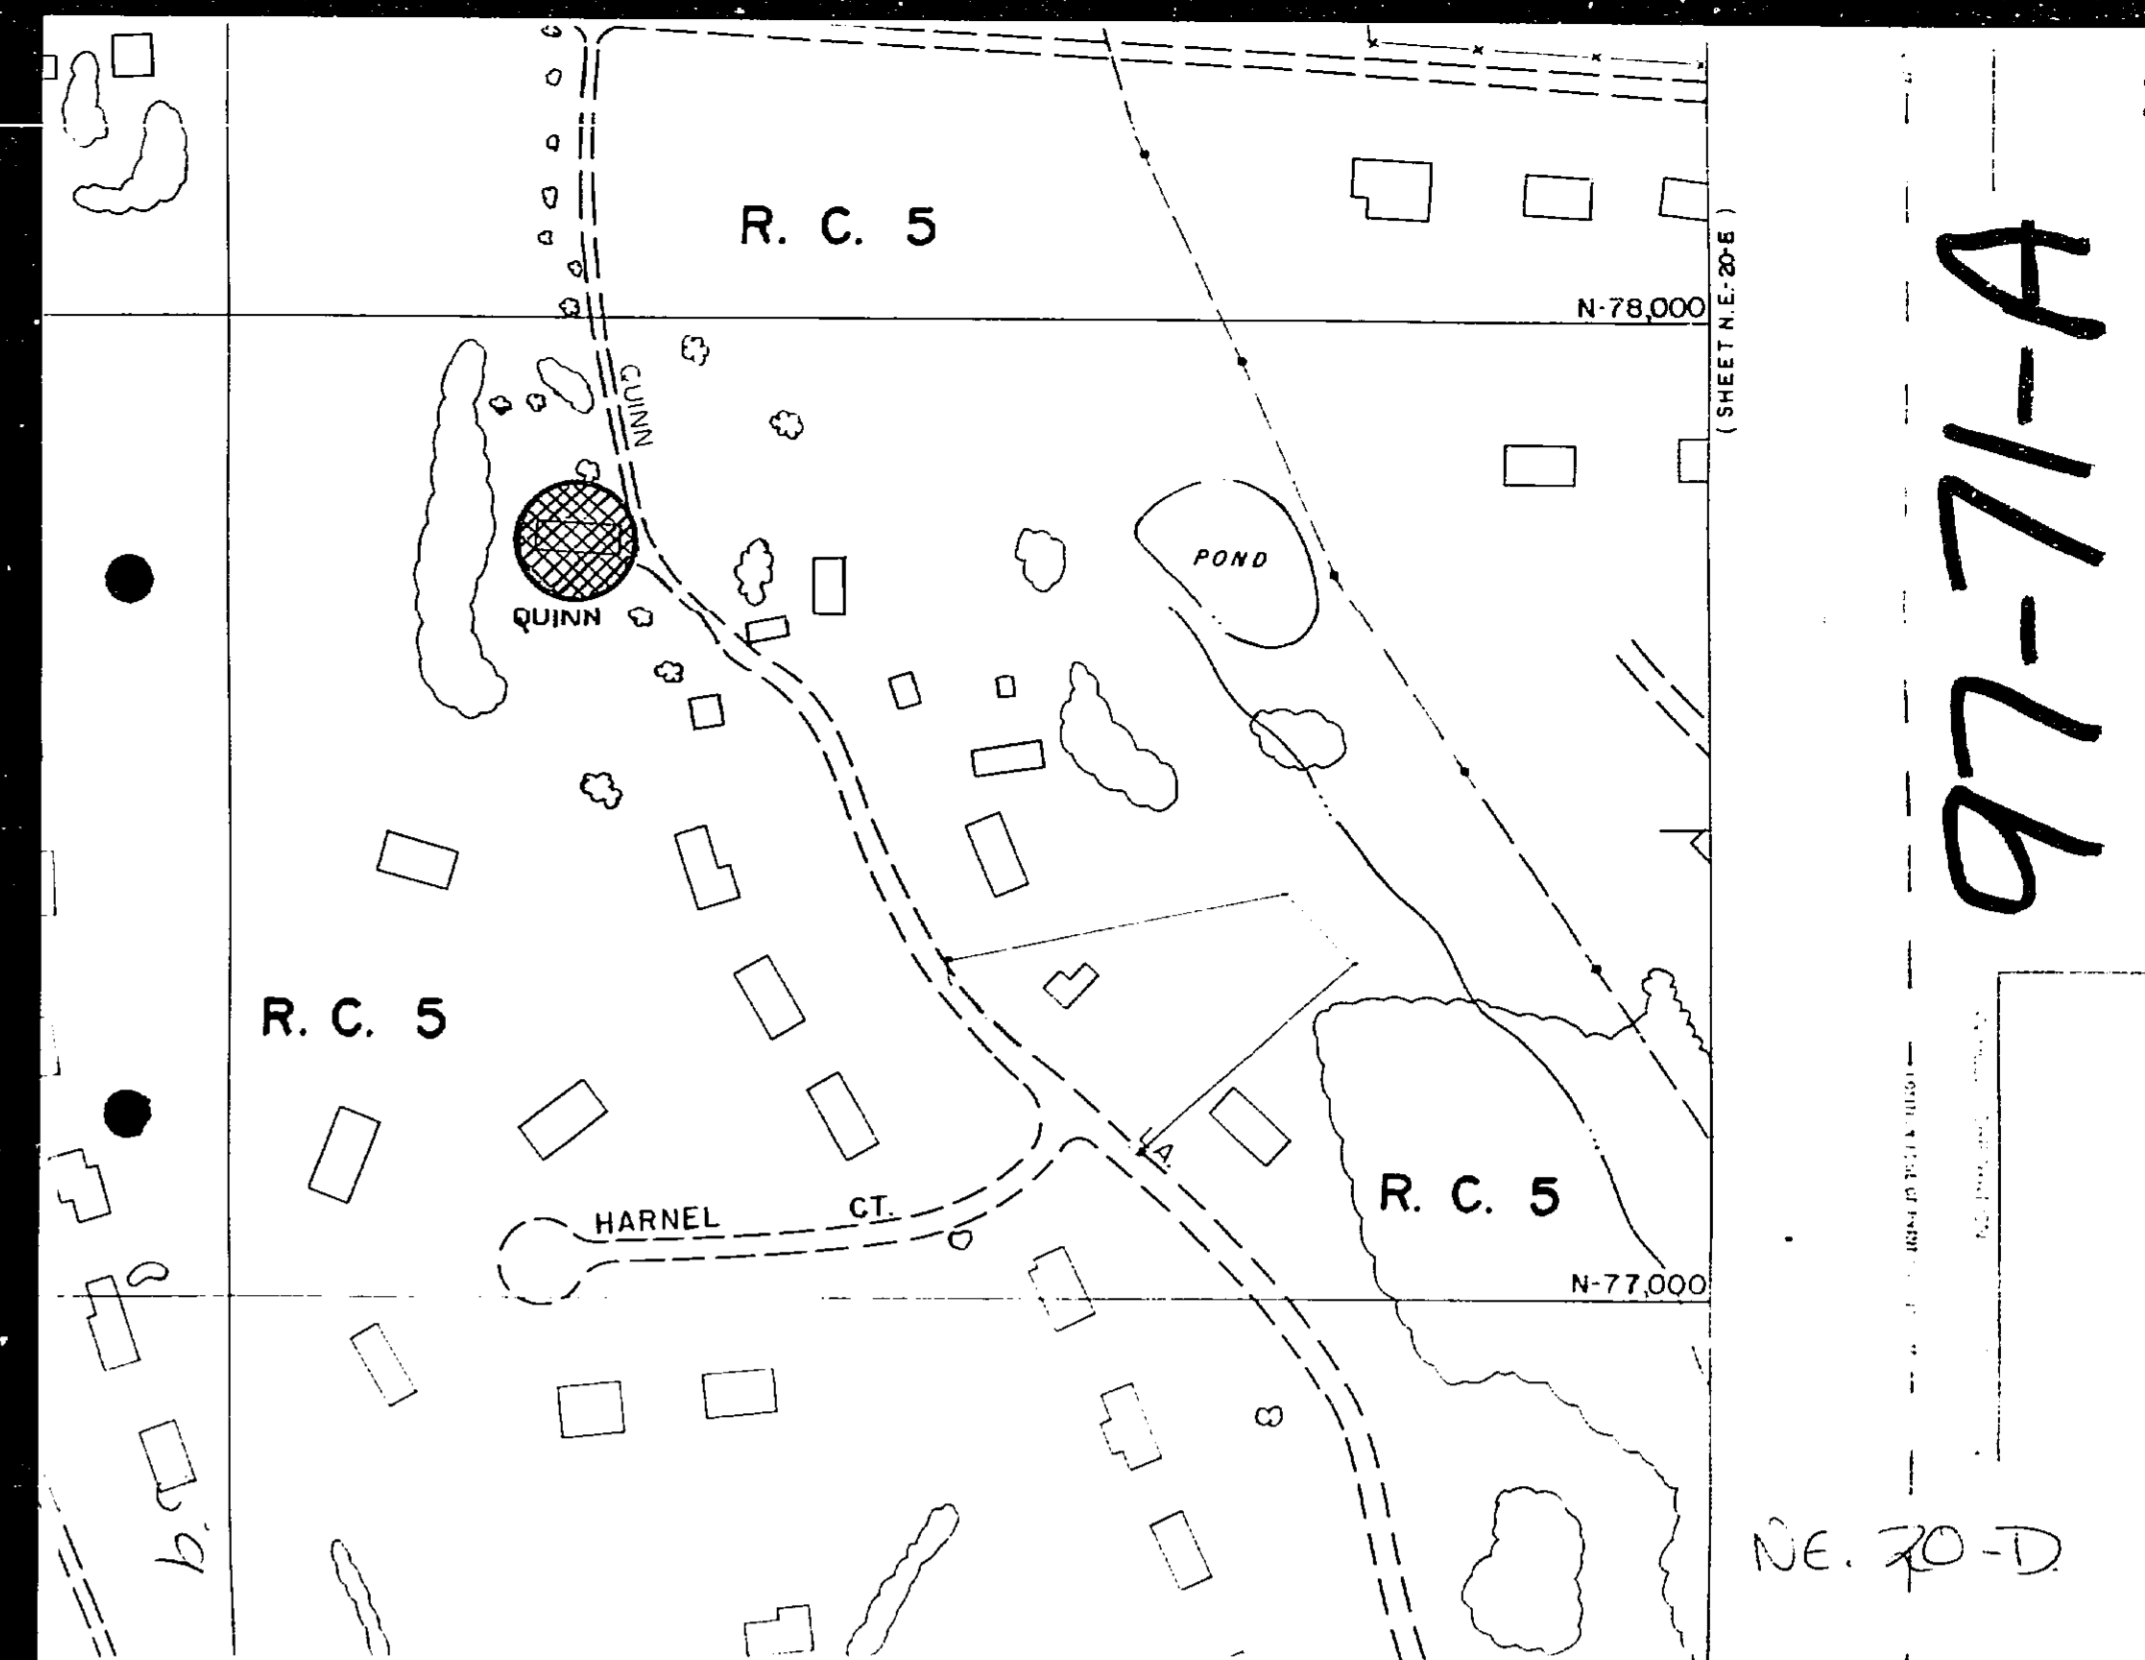 R. C. 5
N-78,000
(SHEET N.E.-20-E)
97-71-A
QUINN
POND
QUINN
R. C. 5
A.
R. C. 5
HARNEL CT.
N-77,000
NE. 20-D